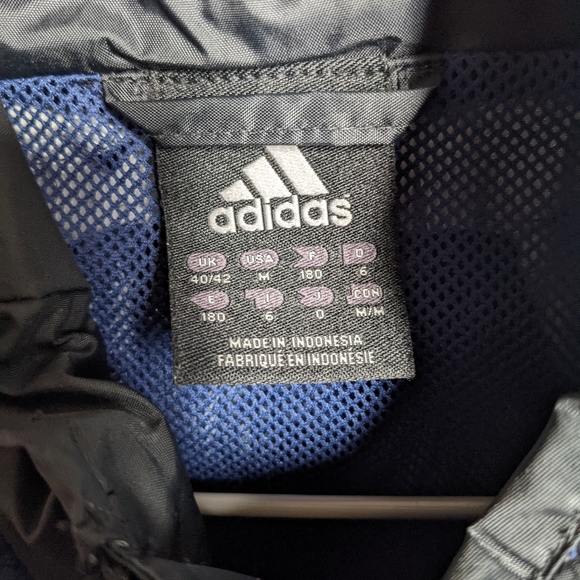 adidas
UK USA F D
40/42 M 180 6
E I J CDN
180 6 0 M/M
MADE IN INDONESIA
FABRIQUE EN INDONESIE